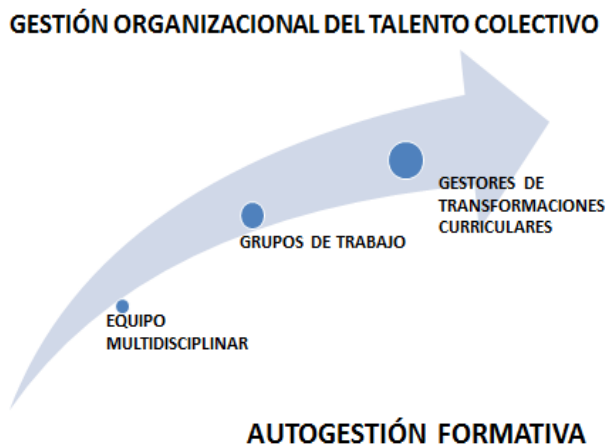 GESTIÓN ORGANIZACIONAL DEL TALENTO COLECTIVO
GESTORES DE
TRANSFORMACIONES
CURRICULARES
GRUPOS DE TRABAJO
EQUIPO
MULTIDISCIPLINAR
AUTOGESTIÓN FORMATIVA